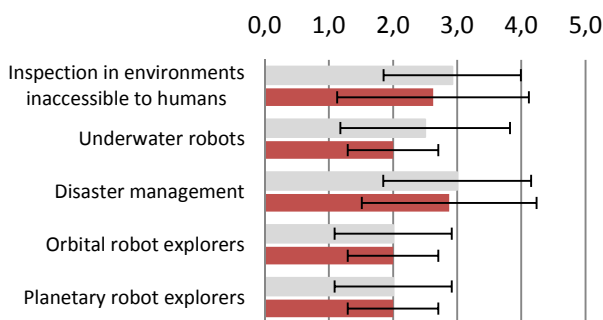 0,0 1,0 2,0 3,0 4,0 5,0
Inspection in environments
inaccessible to humans
Underwater robots
Disaster management
Orbital robot explorers
Planetary robot explorers